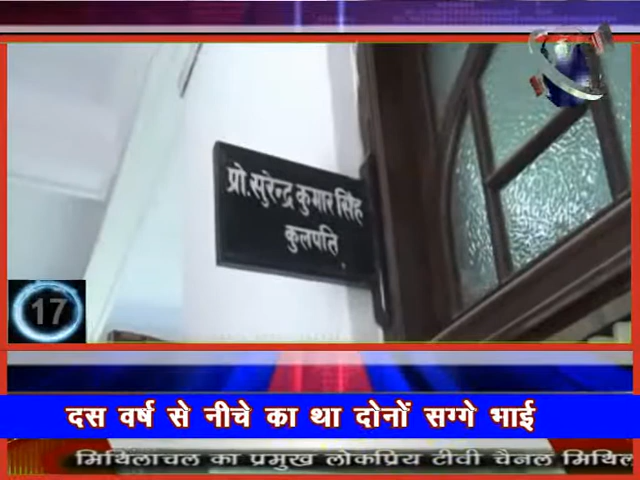 प्रो. सुरेन्द्र कुमार सिंह
कुलपति
17
दस वर्ष से नीचे का था दोनों सग्गे भाई
मिथिलाचल का प्रमुख लोकप्रिय टीवी चैनल